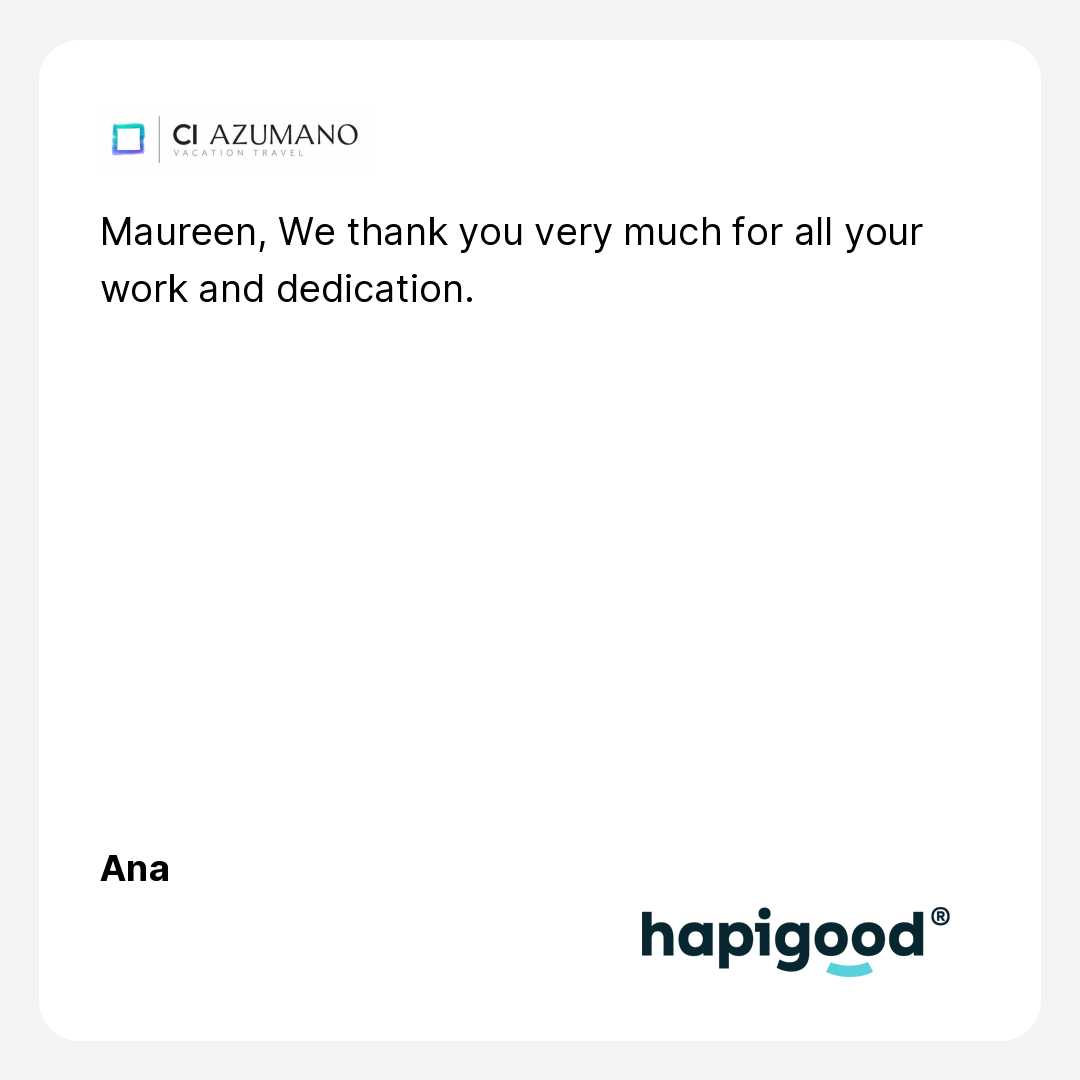 CI AZUMANO
VACATION TRAVEL
Maureen, We thank you very much for all your
work and dedication.
Ana
hapigood®